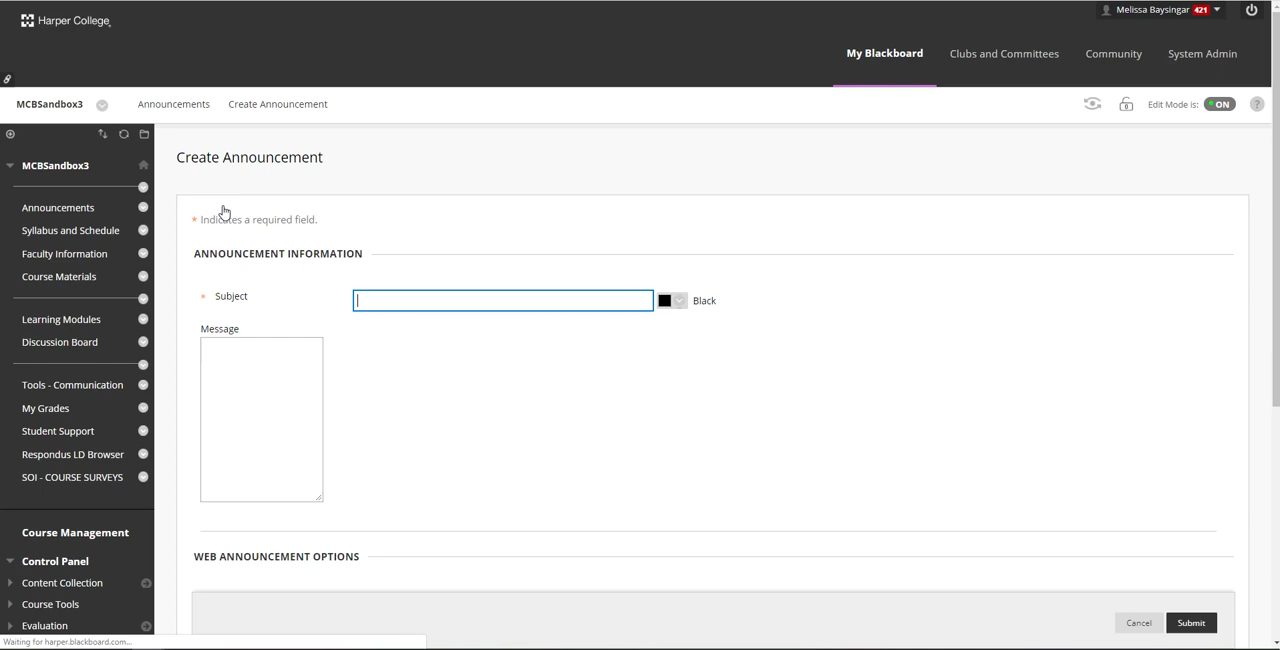 Harper College
Melissa Baysingar 421
My Blackboard Clubs and Committees Community System Admin
MCBSandbox3 Announcements Create Announcement Edit Mode is: ON ?
MCBSandbox3
Announcements
Syllabus and Schedule
Faculty Information
Course Materials
Learning Modules
Discussion Board
Tools - Communication
My Grades
Student Support
Respondus LD Browser
SOI - COURSE SURVEYS
Course Management
Control Panel
Content Collection
Course Tools
Evaluation
Waiting for harper.blackboard.com...
Create Announcement
* Indicates a required field.
ANNOUNCEMENT INFORMATION
* Subject Black
Message
WEB ANNOUNCEMENT OPTIONS
Cancel Submit